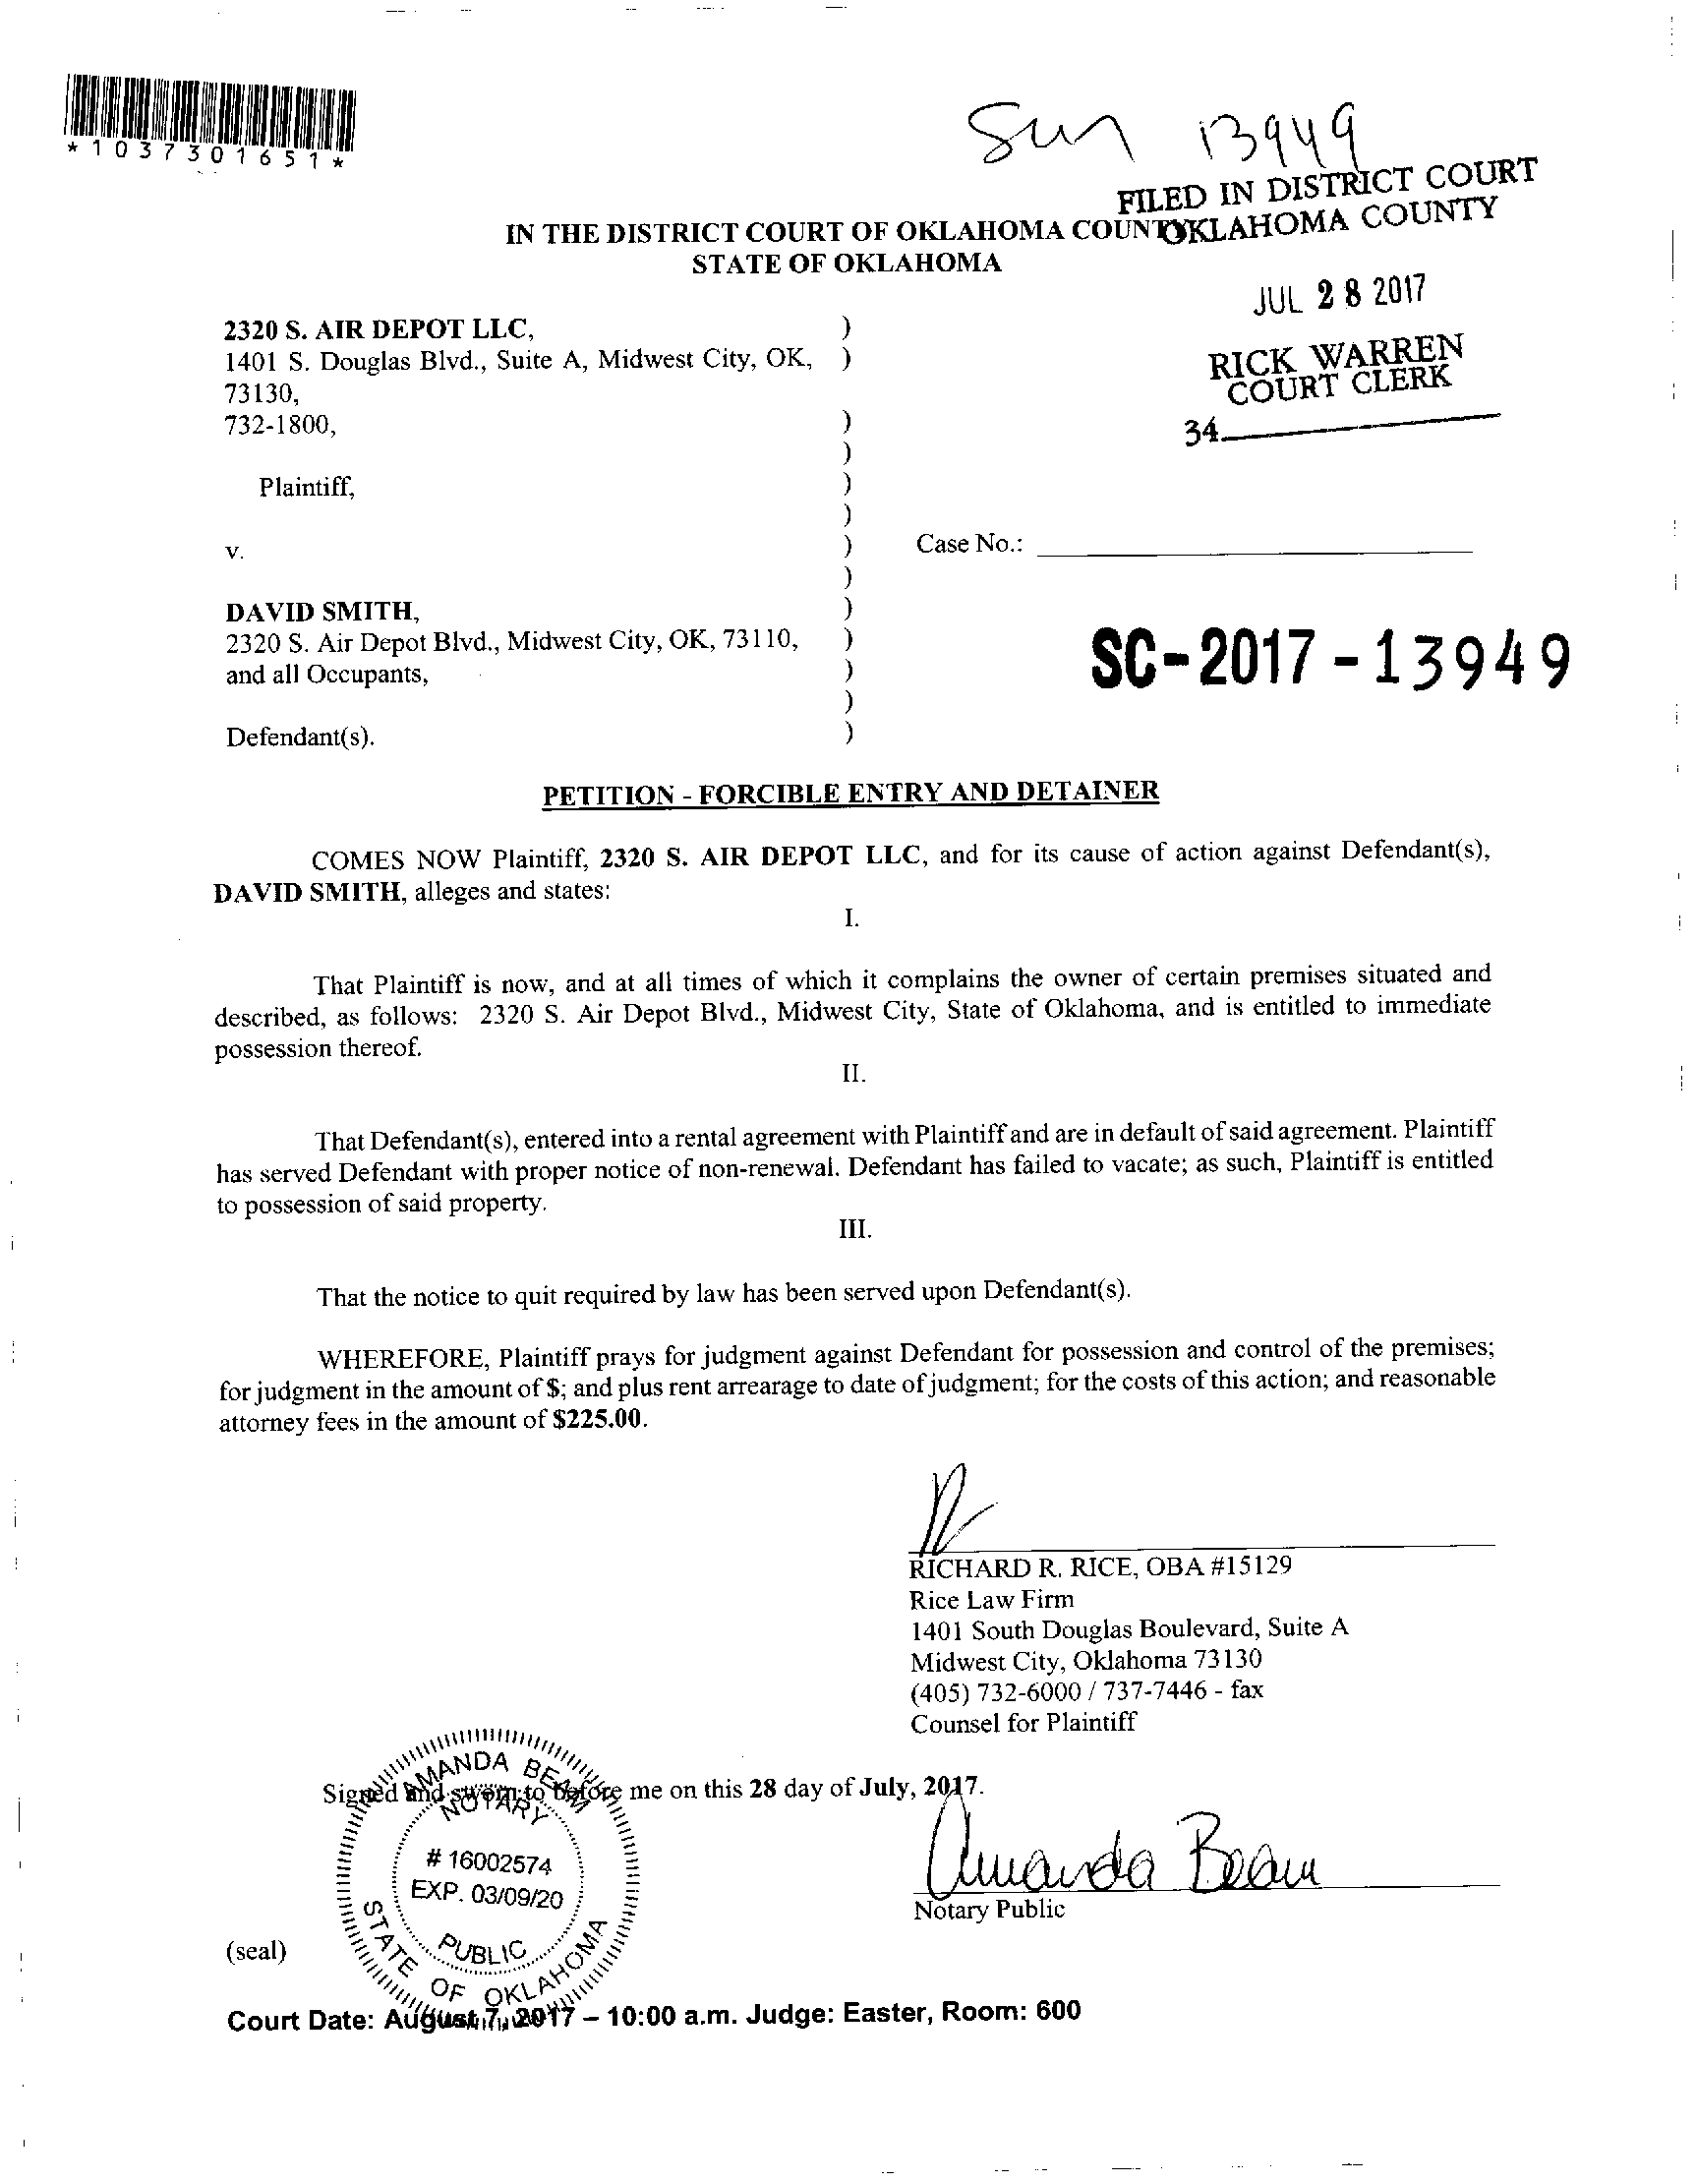 *1037301651*
Sun 13949
FILED IN DISTRICT COURT
OKLAHOMA COUNTY
IN THE DISTRICT COURT OF OKLAHOMA COUNTY
STATE OF OKLAHOMA
JUL 28 2017
RICK WARREN
COURT CLERK
34
2320 S. AIR DEPOT LLC, )
1401 S. Douglas Blvd., Suite A, Midwest City, OK, )
73130,
732-1800, )
)
Plaintiff, )
)
v. ) Case No.:
)
DAVID SMITH, )
2320 S. Air Depot Blvd., Midwest City, OK, 73110, )
and all Occupants, )
)
Defendant(s). )
SC-2017-13949
PETITION - FORCIBLE ENTRY AND DETAINER
COMES NOW Plaintiff, 2320 S. AIR DEPOT LLC, and for its cause of action against Defendant(s),
DAVID SMITH, alleges and states:
I.
That Plaintiff is now, and at all times of which it complains the owner of certain premises situated and
described, as follows: 2320 S. Air Depot Blvd., Midwest City, State of Oklahoma, and is entitled to immediate
possession thereof.
II.
That Defendant(s), entered into a rental agreement with Plaintiff and are in default of said agreement. Plaintiff
has served Defendant with proper notice of non-renewal. Defendant has failed to vacate; as such, Plaintiff is entitled
to possession of said property.
III.
That the notice to quit required by law has been served upon Defendant(s).
WHEREFORE, Plaintiff prays for judgment against Defendant for possession and control of the premises;
for judgment in the amount of $; and plus rent arrearage to date of judgment; for the costs of this action; and reasonable
attorney fees in the amount of $225.00.
RICHARD R. RICE, OBA #15129
Rice Law Firm
1401 South Douglas Boulevard, Suite A
Midwest City, Oklahoma 73130
(405) 732-6000 / 737-7446 - fax
Counsel for Plaintiff
Signed and sworn to before me on this 28 day of July, 2017.
AMANDA BEAM
NOTARY
# 16002574
EXP. 03/09/20
PUBLIC
STATE OF OKLAHOMA
Amanda Beam
Notary Public
(seal)
Court Date: August 7, 2017 – 10:00 a.m. Judge: Easter, Room: 600